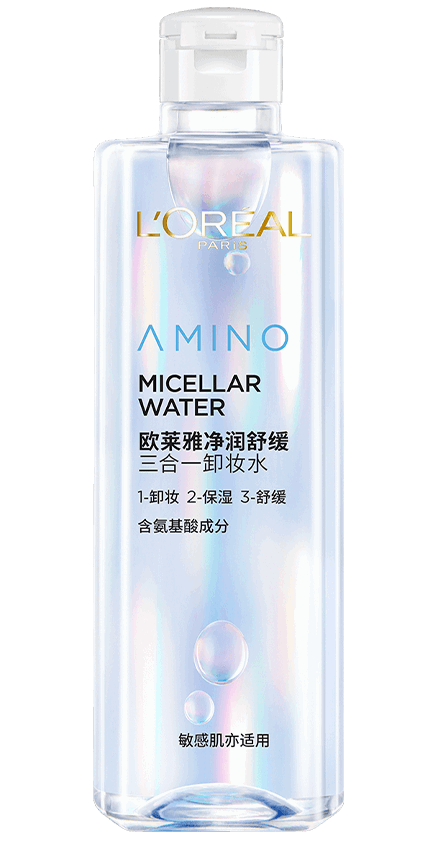 L'ORÉAL
PARIS
AMINO
MICELLAR
WATER
欧莱雅净润舒缓
三合一卸妆水
1-卸妆 2-保湿 3-舒缓
含氨基酸成分
敏感肌亦适用